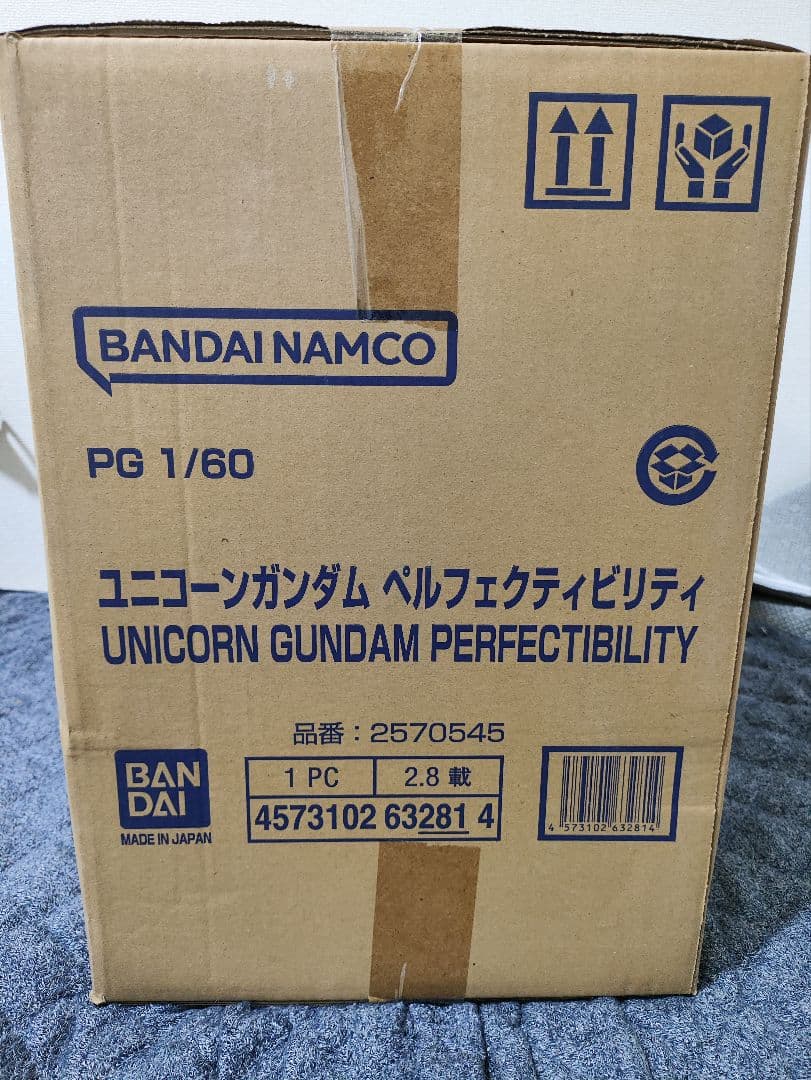 BANDAI NAMCO
PG 1/60
ユニコーンガンダム ペルフェクティビリティ
UNICORN GUNDAM PERFECTIBILITY
品番：2570545
BAN
DAI
MADE IN JAPAN
1 PC
2.8 載
4573102 63281 4
4 573102 632814